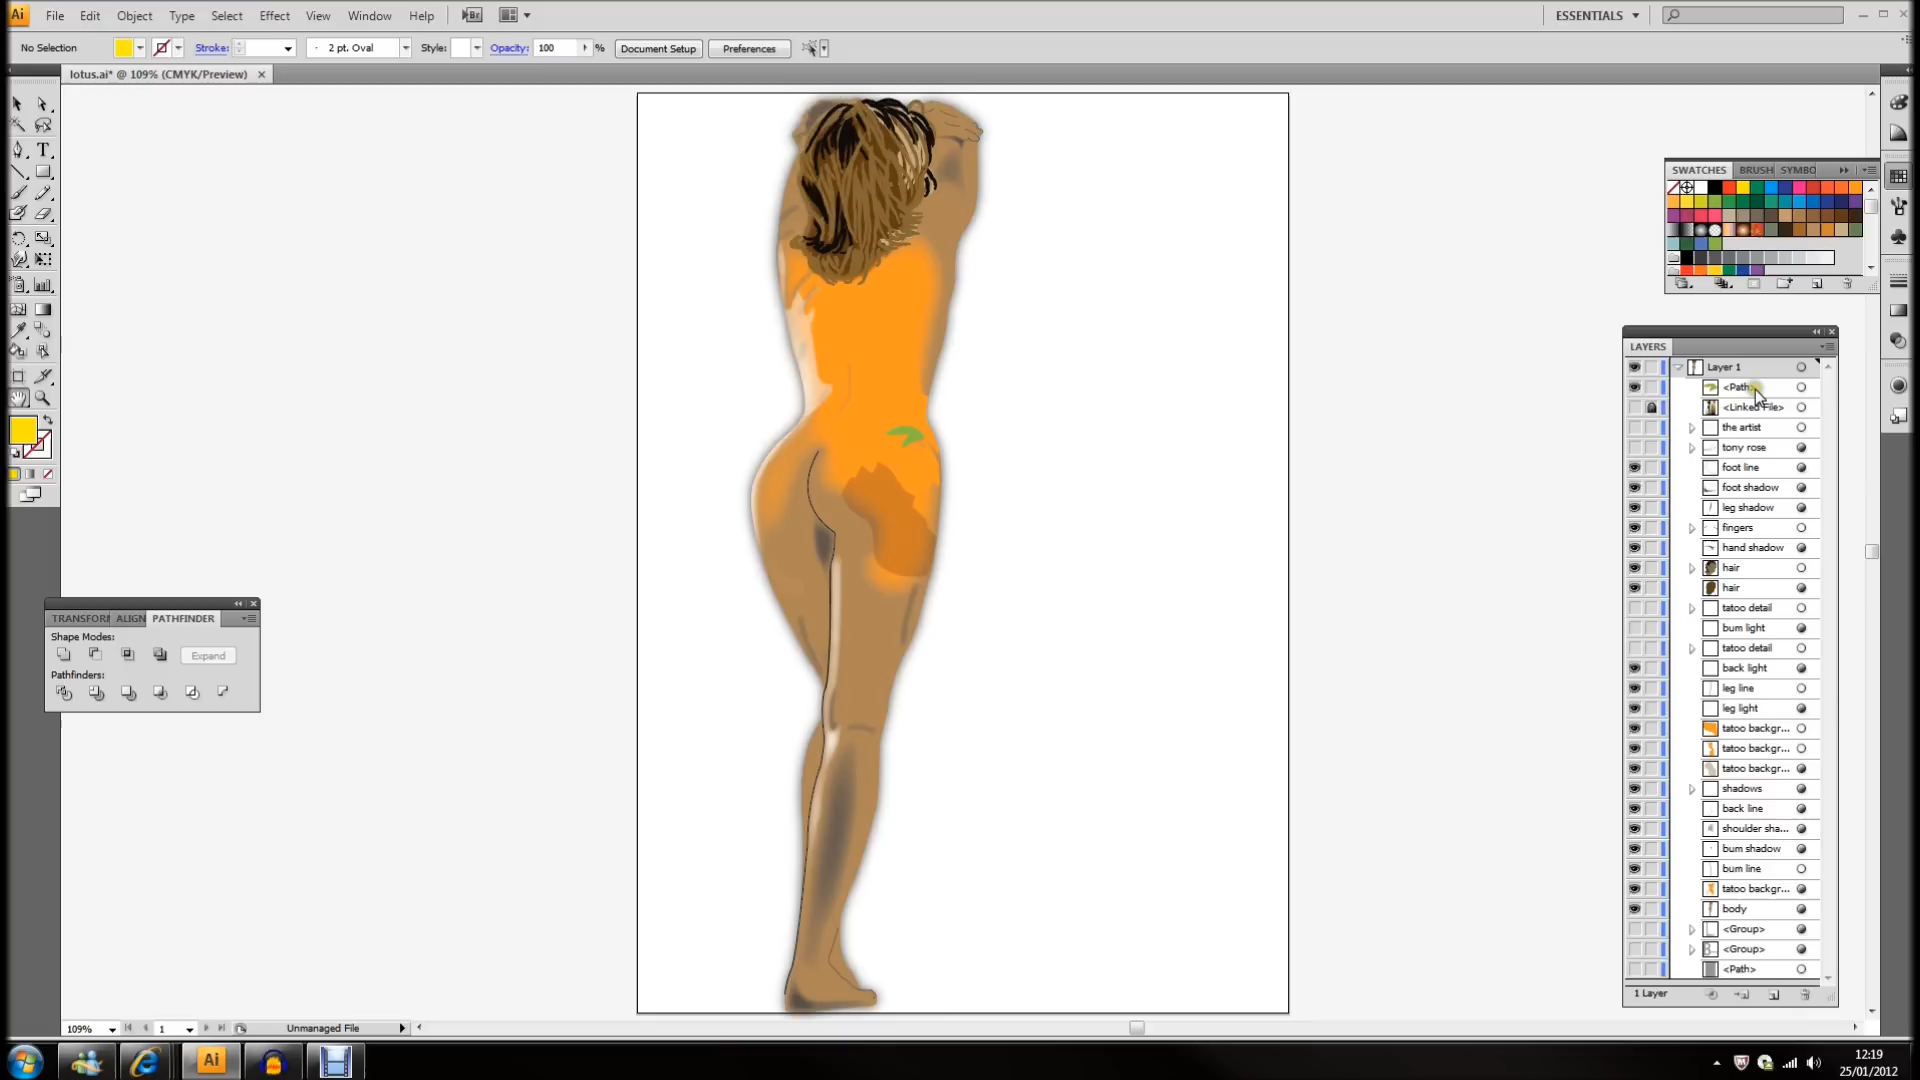 Ai File Edit Object Type Select Effect View Window Help Br ESSENTIALS
No Selection Stroke: 2 pt. Oval Style: Opacity: 100 % Document Setup Preferences
lotus.ai* @ 109% (CMYK/Preview)
SWATCHES BRUSH SYMBO
LAYERS
Layer 1
<Path>
<Linked File>
the artist
tony rose
foot line
foot shadow
leg shadow
fingers
hand shadow
hair
hair
tatoo detail
bum light
tatoo detail
back light
leg line
leg light
tatoo backgr...
tatoo backgr...
tatoo backgr...
shadows
back line
shoulder sha...
bum shadow
bum line
tatoo backgr...
body
<Group>
<Group>
<Path>
1 Layer
TRANSFORM ALIGN PATHFINDER
Shape Modes:
Expand
Pathfinders:
109% 1 Unmanaged File
Ai
12:19
25/01/2012